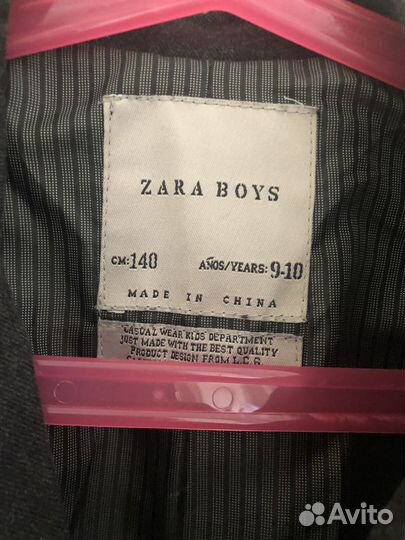 ZARA BOYS
CM: 140 AÑOS/YEARS: 9-10
MADE IN CHINA
CASUAL WEAR KIDS DEPARTMENT
JUST MADE WITH THE BEST QUALITY
PRODUCT DESIGN FROM L.C.G.
Avito